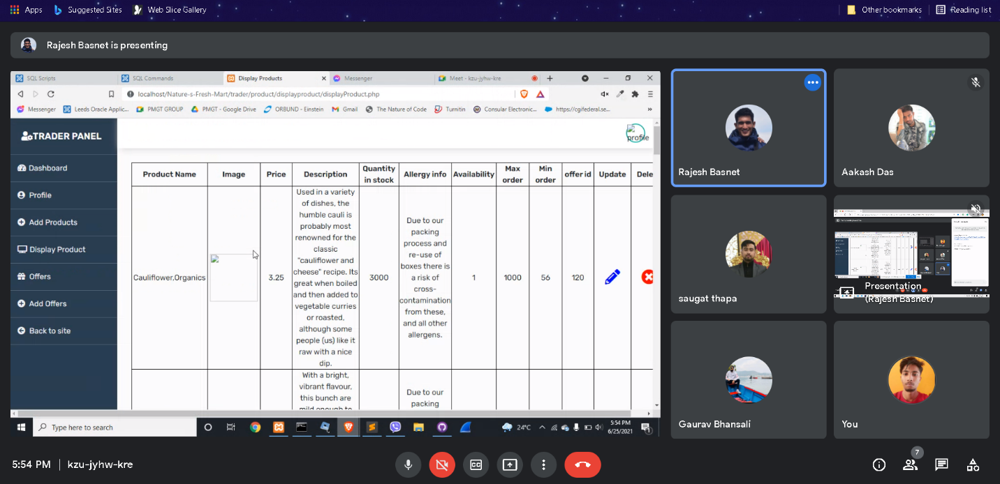 Apps
Suggested Sites
Web Slice Gallery
Other bookmarks
Reading list
Rajesh Basnet is presenting
SQL Scripts
SQL Commands
Display Products
Messenger
Meet - kzu-jyhw-kre
localhost/Nature-s-Fresh-Mart/trader/product/displayproduct/displayProduct.php
Messenger
Leeds Oracle Applic...
PMGT GROUP
PMGT - Google Drive
ORBUND - Einstein
Gmail
The Nature of Code
Turnitin
Consular Electronic...
https://cgifederal.se...
TRADER PANEL
Dashboard
Profile
Add Products
Display Product
Offers
Add Offers
Back to site
profile
Product Name
Image
Price
Description
Quantity
in stock
Allergy info
Availability
Max
order
Min
order
offer id
Update
Dele
Cauliflower,Organics
3.25
Used in a variety
of dishes, the
humble cauli is
probably most
renowned for the
classic
"cauliflower and
cheese" recipe. Its
great when boiled
and then added to
vegetable curries
or roasted,
although some
people (us) like it
raw with a nice
dip.
3000
Due to our
packing
process and
re-use of
boxes there is
a risk of
cross-
contamination
from these,
and all other
allergens.
1
1000
56
120
With a bright,
vibrant flavour,
this bunch are
mild enough to
Due to our
packing
Type here to search
24°C
5:54 PM
6/25/2021
Rajesh Basnet
Aakash Das
saugat thapa
Presentation
(Rajesh Basnet)
Gaurav Bhansali
You
5:54 PM
kzu-jyhw-kre
7